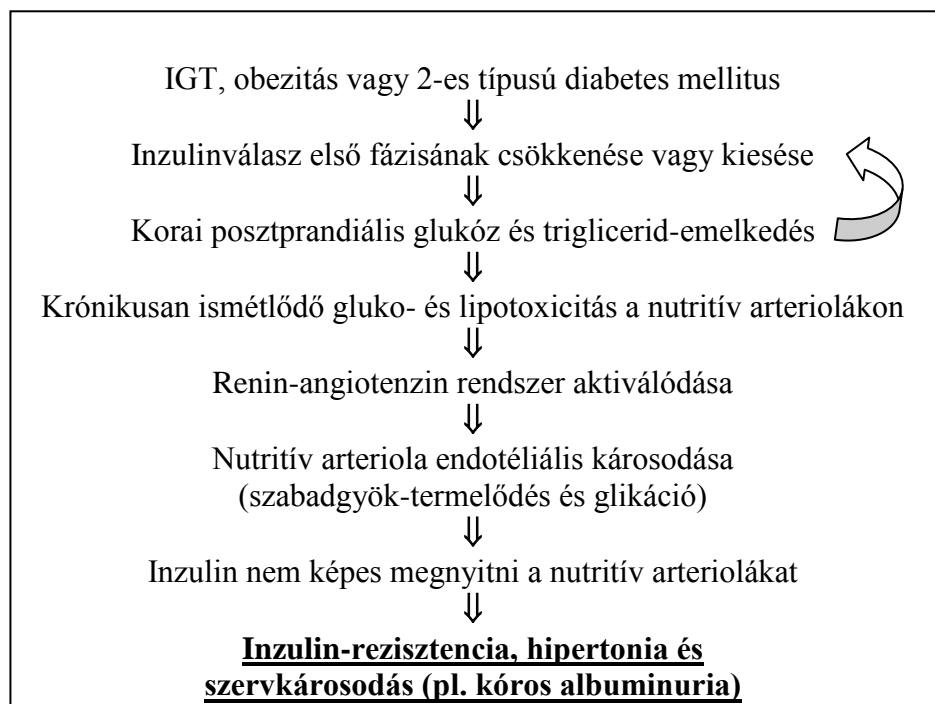 IGT, obezitás vagy 2-es típusú diabetes mellitus
⇓
Inzulinválasz első fázisának csökkenése vagy kiesése
⇓
Korai posztprandiális glukóz és triglicerid-emelkedés
⇓
Krónikusan ismétlődő gluko- és lipotoxicitás a nutritív arteriolákon
⇓
Renin-angiotenzin rendszer aktiválódása
⇓
Nutritív arteriola endotéliális károsodása
(szabadgyök-termelődés és glikáció)
⇓
Inzulin nem képes megnyitni a nutritív arteriolákat
⇓
Inzulin-rezisztencia, hipertonia és
szervkárosodás (pl. kóros albuminuria)